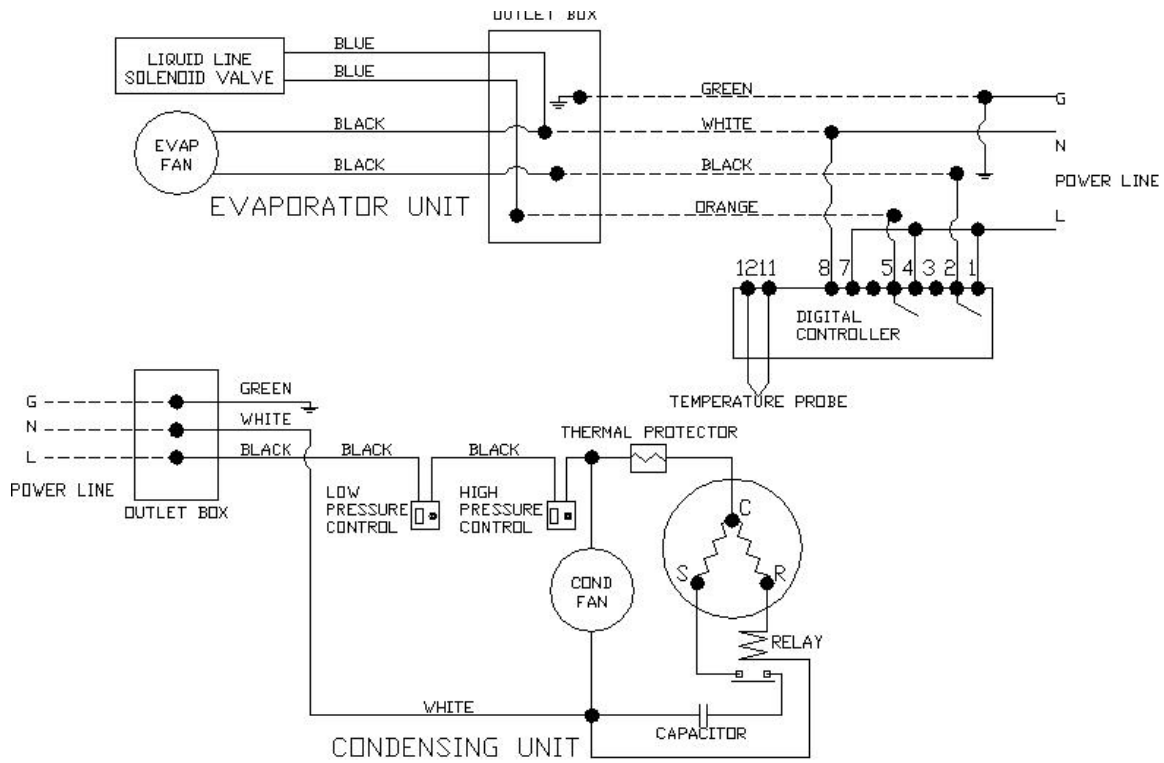 OUTLET BOX
LIQUID LINE
SOLENOID VALVE
BLUE
BLUE
GREEN
G
BLACK
WHITE
N
EVAP
FAN
BLACK
BLACK
POWER LINE
EVAPORATOR UNIT
ORANGE
L
12 11 8 7 5 4 3 2 1
DIGITAL
CONTROLLER
TEMPERATURE PROBE
G
GREEN
N
WHITE
L
BLACK
BLACK
BLACK
THERMAL PROTECTOR
POWER LINE
OUTLET BOX
LOW
PRESSURE
CONTROL
HIGH
PRESSURE
CONTROL
C
S
R
COND
FAN
RELAY
WHITE
CAPACITOR
CONDENSING UNIT